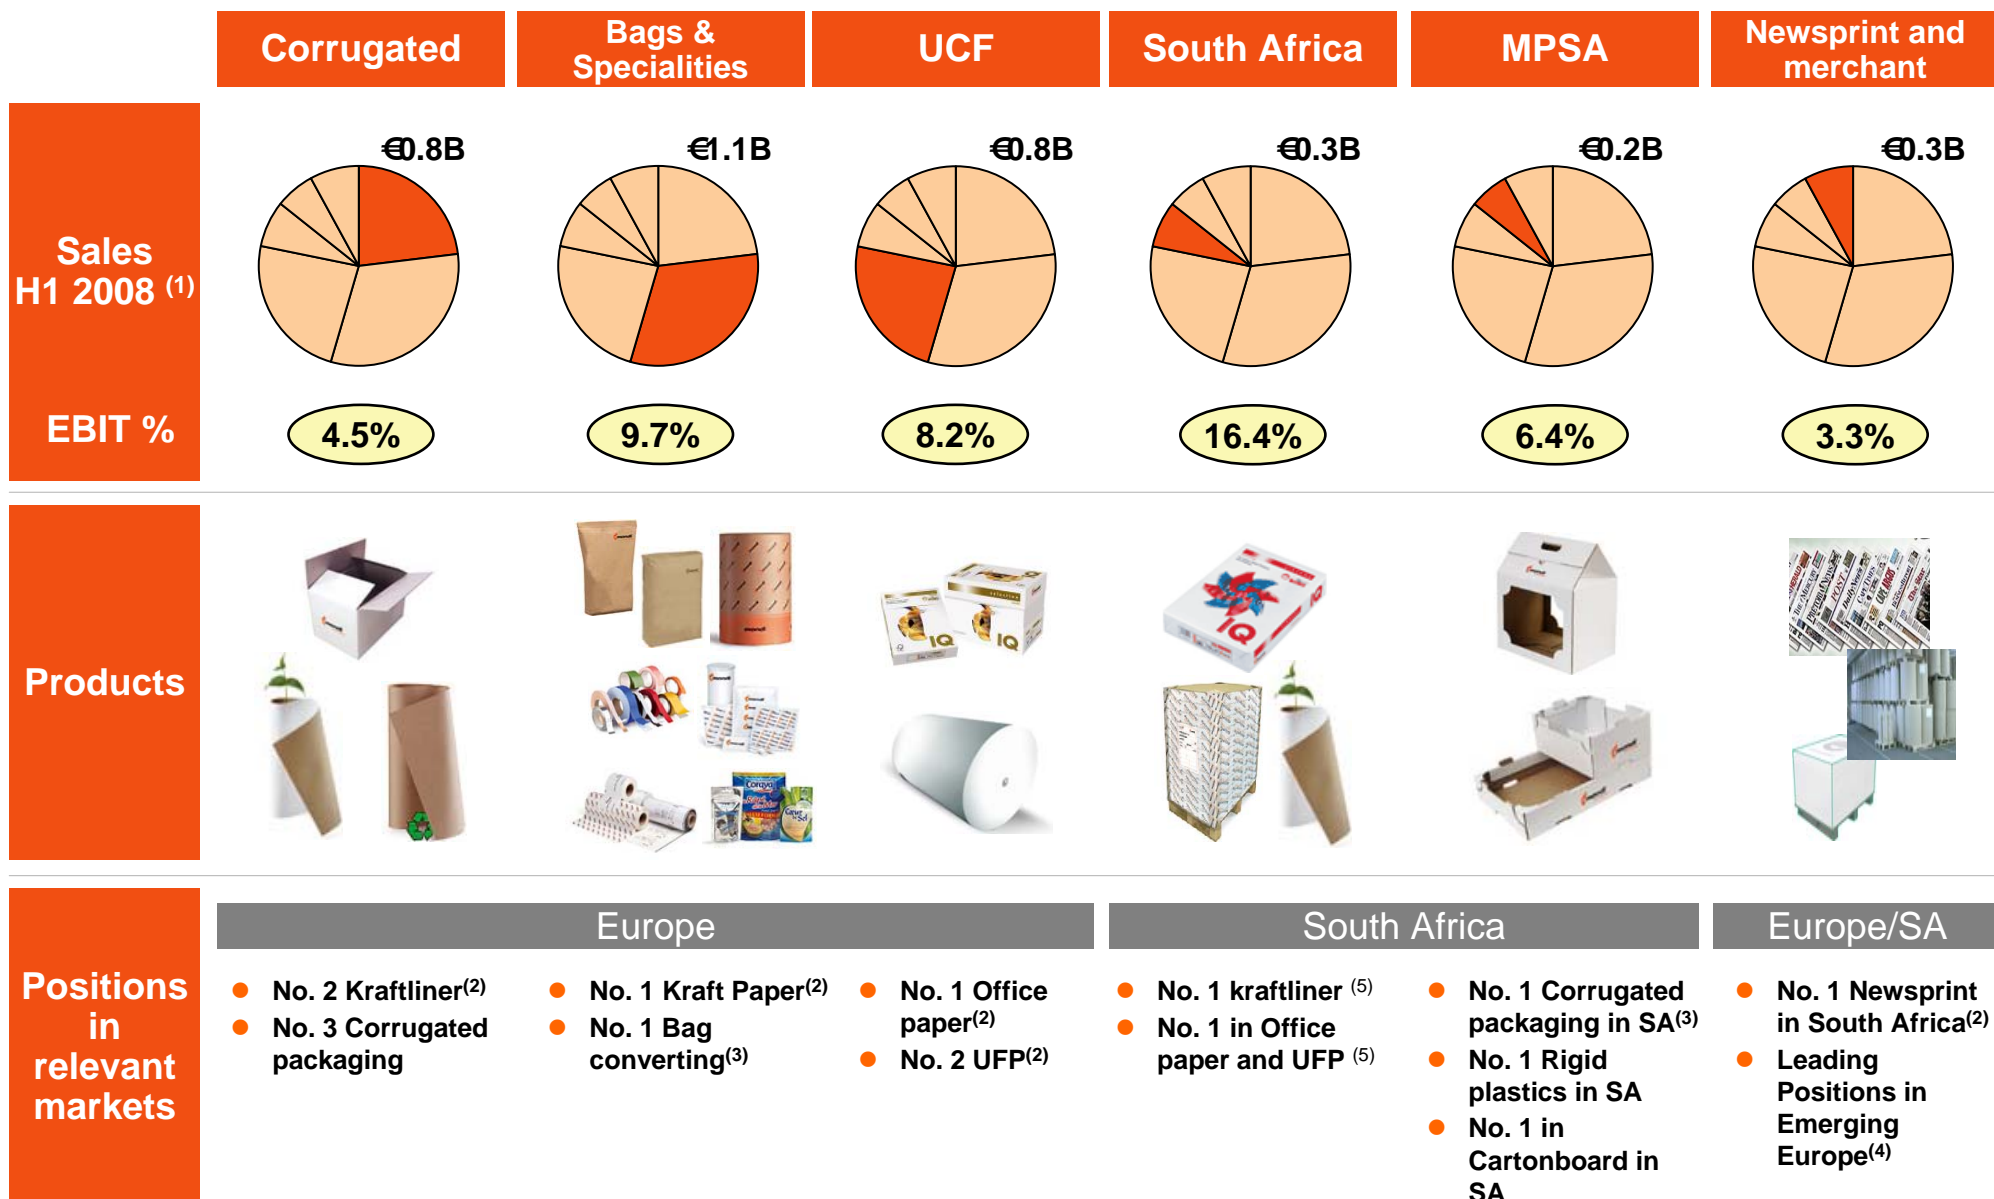 Corrugated
Bags &
Specialities
UCF
South Africa
MPSA
Newsprint and
merchant
Sales
H1 2008 (1)
€0.8B
€1.1B
€0.8B
€0.3B
€0.2B
€0.3B
EBIT %
4.5%
9.7%
8.2%
16.4%
6.4%
3.3%
Products
IQ
IQ
IQ
Positions
in
relevant
markets
Europe
South Africa
Europe/SA
No. 2 Kraftliner(2)
No. 3 Corrugated
packaging
No. 1 Kraft Paper(2)
No. 1 Bag
converting(3)
No. 1 Office
paper(2)
No. 2 UFP(2)
No. 1 kraftliner (5)
No. 1 in Office
paper and UFP (5)
No. 1 Corrugated
packaging in SA(3)
No. 1 Rigid
plastics in SA
No. 1 in
Cartonboard in
SA
No. 1 Newsprint
in South Africa(2)
Leading
Positions in
Emerging
Europe(4)